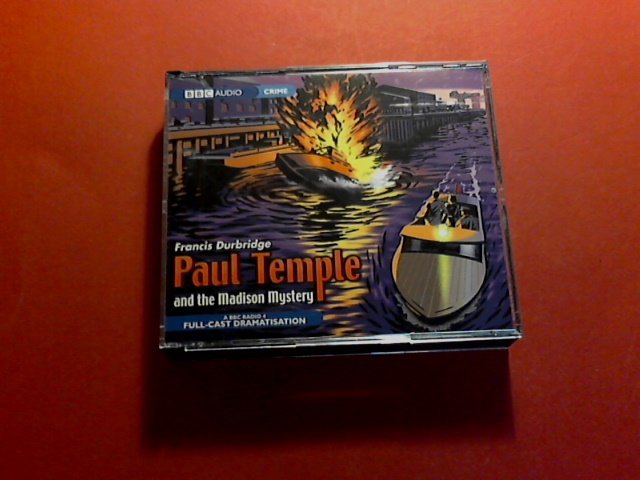 BBC AUDIO CRIME
Francis Durbridge
Paul Temple
and the Madison Mystery
A BBC RADIO 4
FULL-CAST DRAMATISATION